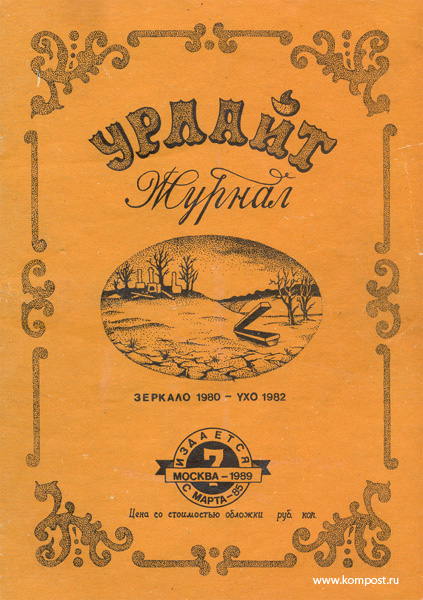 УРЛАЙТ
Журнал
ЗЕРКАЛО 1980 – УХО 1982
ИЗДАЕТСЯ
7
МОСКВА – 1989
С МАРТА – 85
Цена со стоимостью обложки руб. коп.
www.kompost.ru